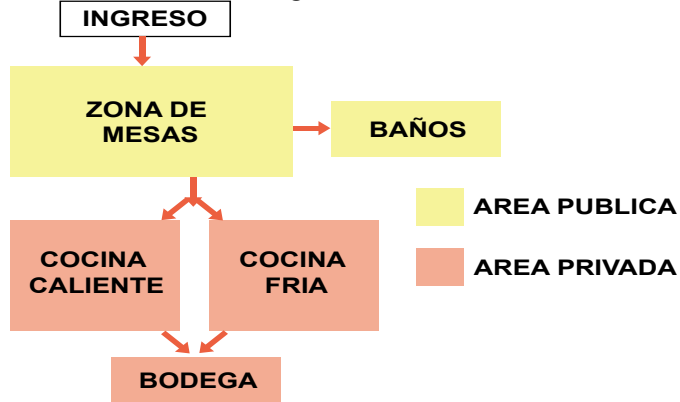 INGRESO
ZONA DE
MESAS
BAÑOS
AREA PUBLICA
COCINA
CALIENTE
COCINA
FRIA
AREA PRIVADA
BODEGA